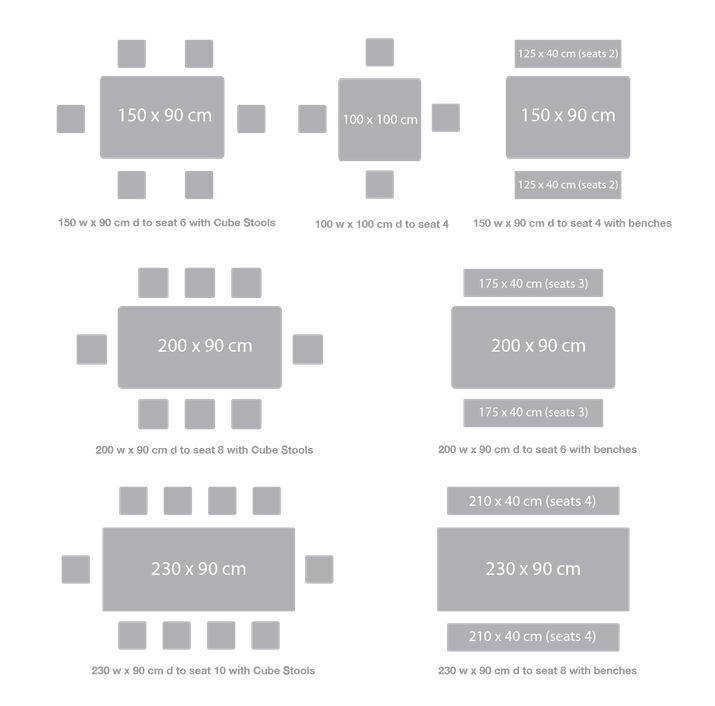 125 x 40 cm (seats 2)
150 x 90 cm
100 x 100 cm
150 x 90 cm
125 x 40 cm (seats 2)
150 w x 90 cm d to seat 6 with Cube Stools
100 w x 100 cm d to seat 4
150 w x 90 cm d to seat 4 with benches
175 x 40 cm (seats 3)
200 x 90 cm
200 x 90 cm
175 x 40 cm (seats 3)
200 w x 90 cm d to seat 8 with Cube Stools
200 w x 90 cm d to seat 6 with benches
210 x 40 cm (seats 4)
230 x 90 cm
230 x 90 cm
210 x 40 cm (seats 4)
230 w x 90 cm d to seat 10 with Cube Stools
230 w x 90 cm d to seat 8 with benches